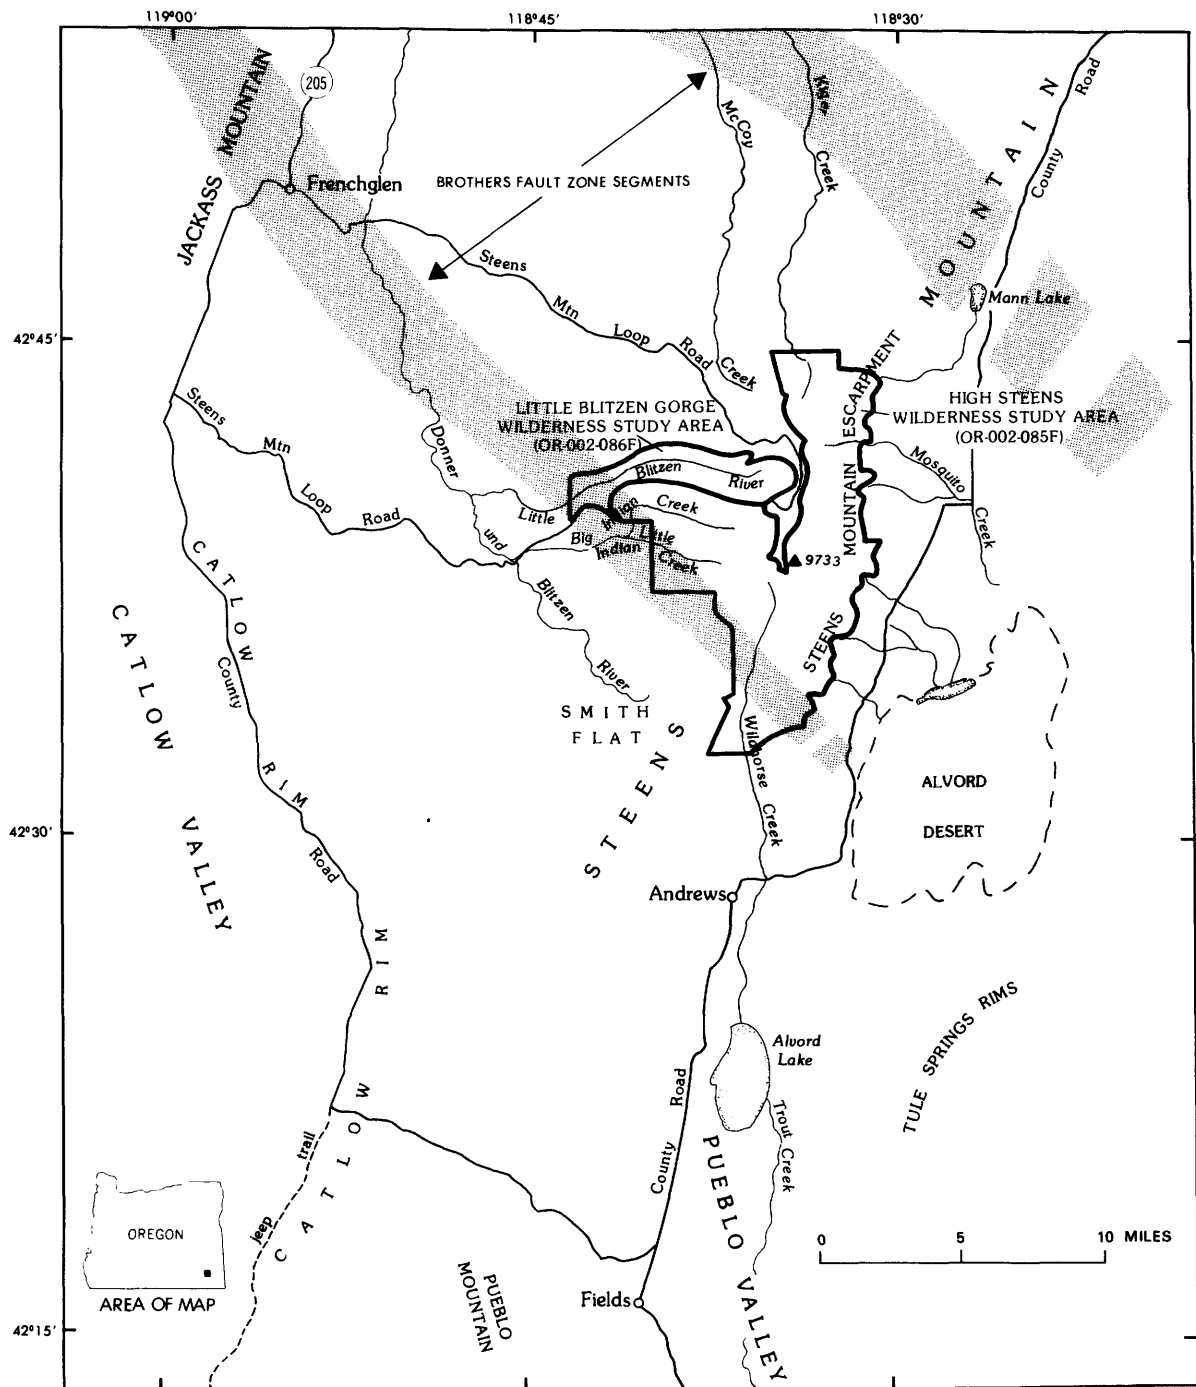 119°00'
118°45'
118°30'
JACKASS MOUNTAIN
205
Frenchglen
BROTHERS FAULT ZONE SEGMENTS
McCoy
Creek
Kiger
Creek
MOUNTAIN
County
Road
Mann Lake
42°45'
Steens
Mtn
Loop
Road
Steens
Mtn
Loop
Road
LITTLE BLITZEN GORGE
WILDERNESS STUDY AREA
(OR-002-086F)
HIGH STEENS
WILDERNESS STUDY AREA
(OR-002-085F)
STEENS MOUNTAIN ESCARPMENT
Donner
und
Blitzen
River
Little
Blitzen
River
Big
Indian
Creek
Little
Indian
Creek
9733
Mosquito
Creek
CATLOW
RIM
County
Road
CATLOW
VALLEY
SMITH
FLAT
STEENS
Wildhorse
Creek
ALVORD
DESERT
42°30'
Andrews
RIM
CATLOW
Alvord
Lake
TULE SPRINGS RIMS
County
Road
Trout Creek
PUEBLO VALLEY
jeep
trail
OREGON
AREA OF MAP
PUEBLO
MOUNTAIN
Fields
0 5 10 MILES
42°15'